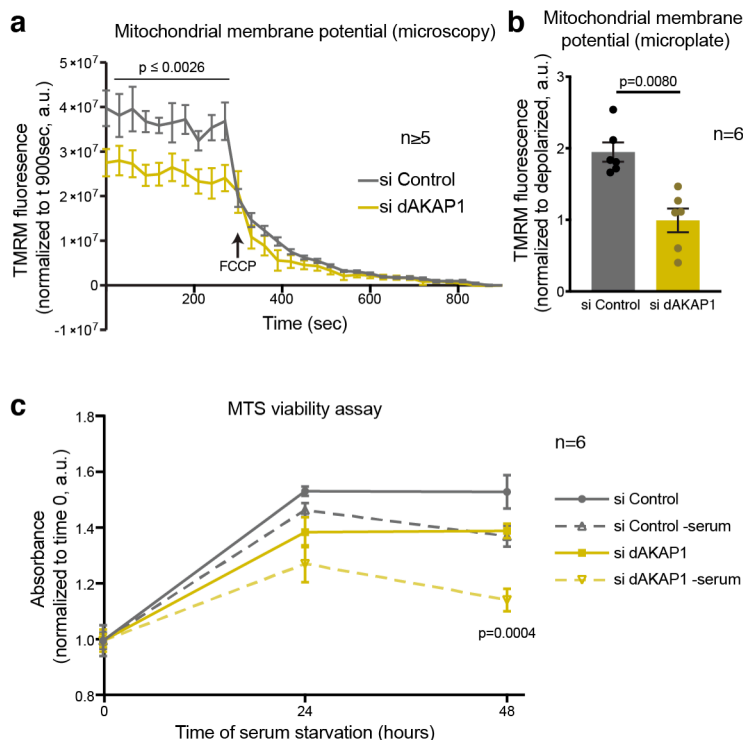 a
Mitochondrial membrane potential (microscopy)
TMRM fluoresence
(normalized to t 900sec, a.u.)
5×10⁷
4×10⁷
3×10⁷
2×10⁷
1×10⁷
0
-1×10⁷
p ≤ 0.0026
n≥5
si Control
si dAKAP1
FCCP
200
400
600
800
Time (sec)
b
Mitochondrial membrane
potential (microplate)
TMRM fluorescence
(normalized to depolarized, a.u.)
3
2
1
0
p=0.0080
n=6
si Control
si dAKAP1
c
MTS viability assay
Absorbance
(normalized to time 0, a.u.)
1.8
1.6
1.4
1.2
1.0
0.8
n=6
si Control
si Control -serum
si dAKAP1
si dAKAP1 -serum
p=0.0004
0
24
48
Time of serum starvation (hours)